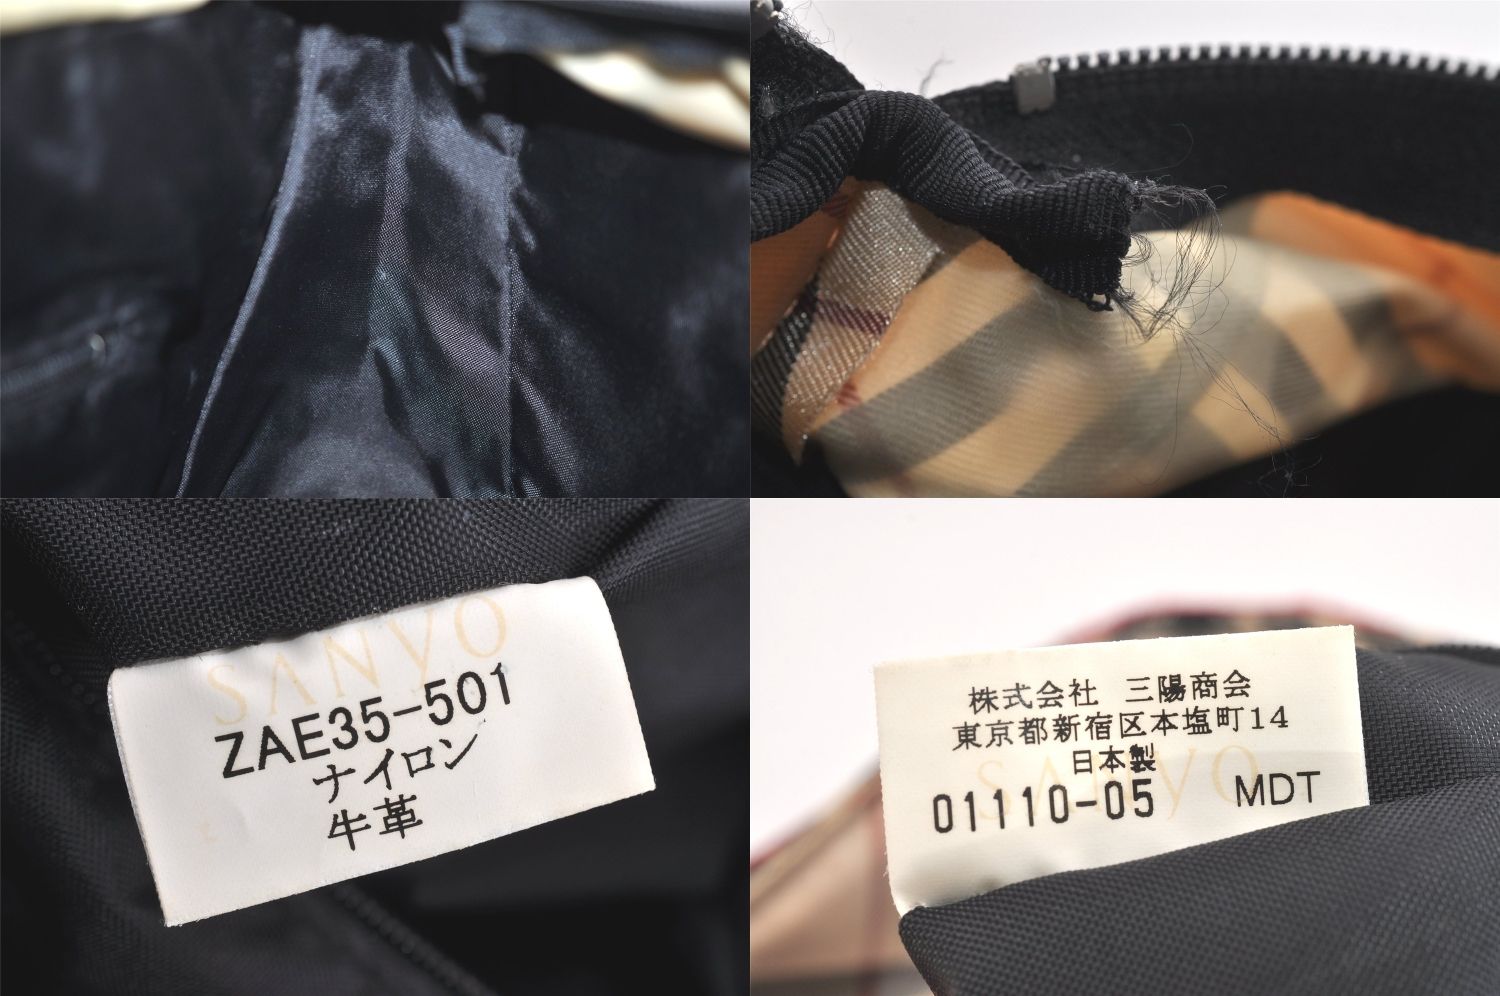 SANYO
ZAE35-501
ナイロン
牛革
株式会社 三陽商会
東京都新宿区本塩町14
日本製
SANYO
01110-05 MDT